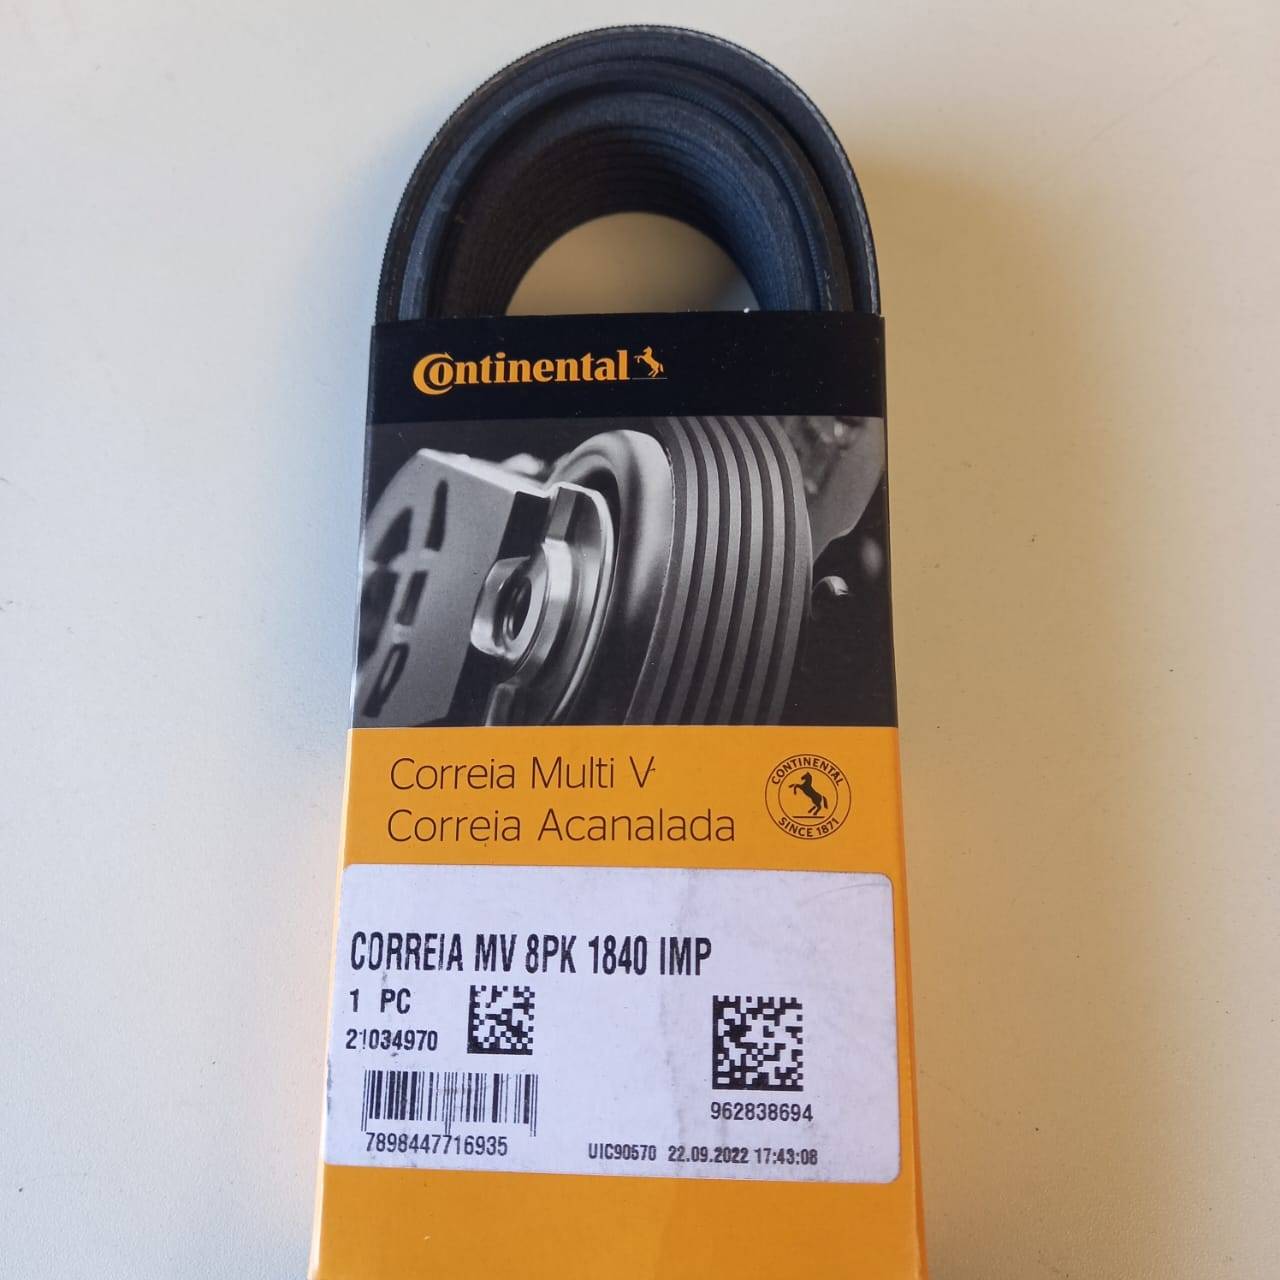 Continental
Correia Multi V
Correia Acanalada
CONTINENTAL
SINCE 1871
CORREIA MV 8PK 1840 IMP
1 PC
21034970
962838694
7898447716935
UIC90570 22.09.2022 17:43:08